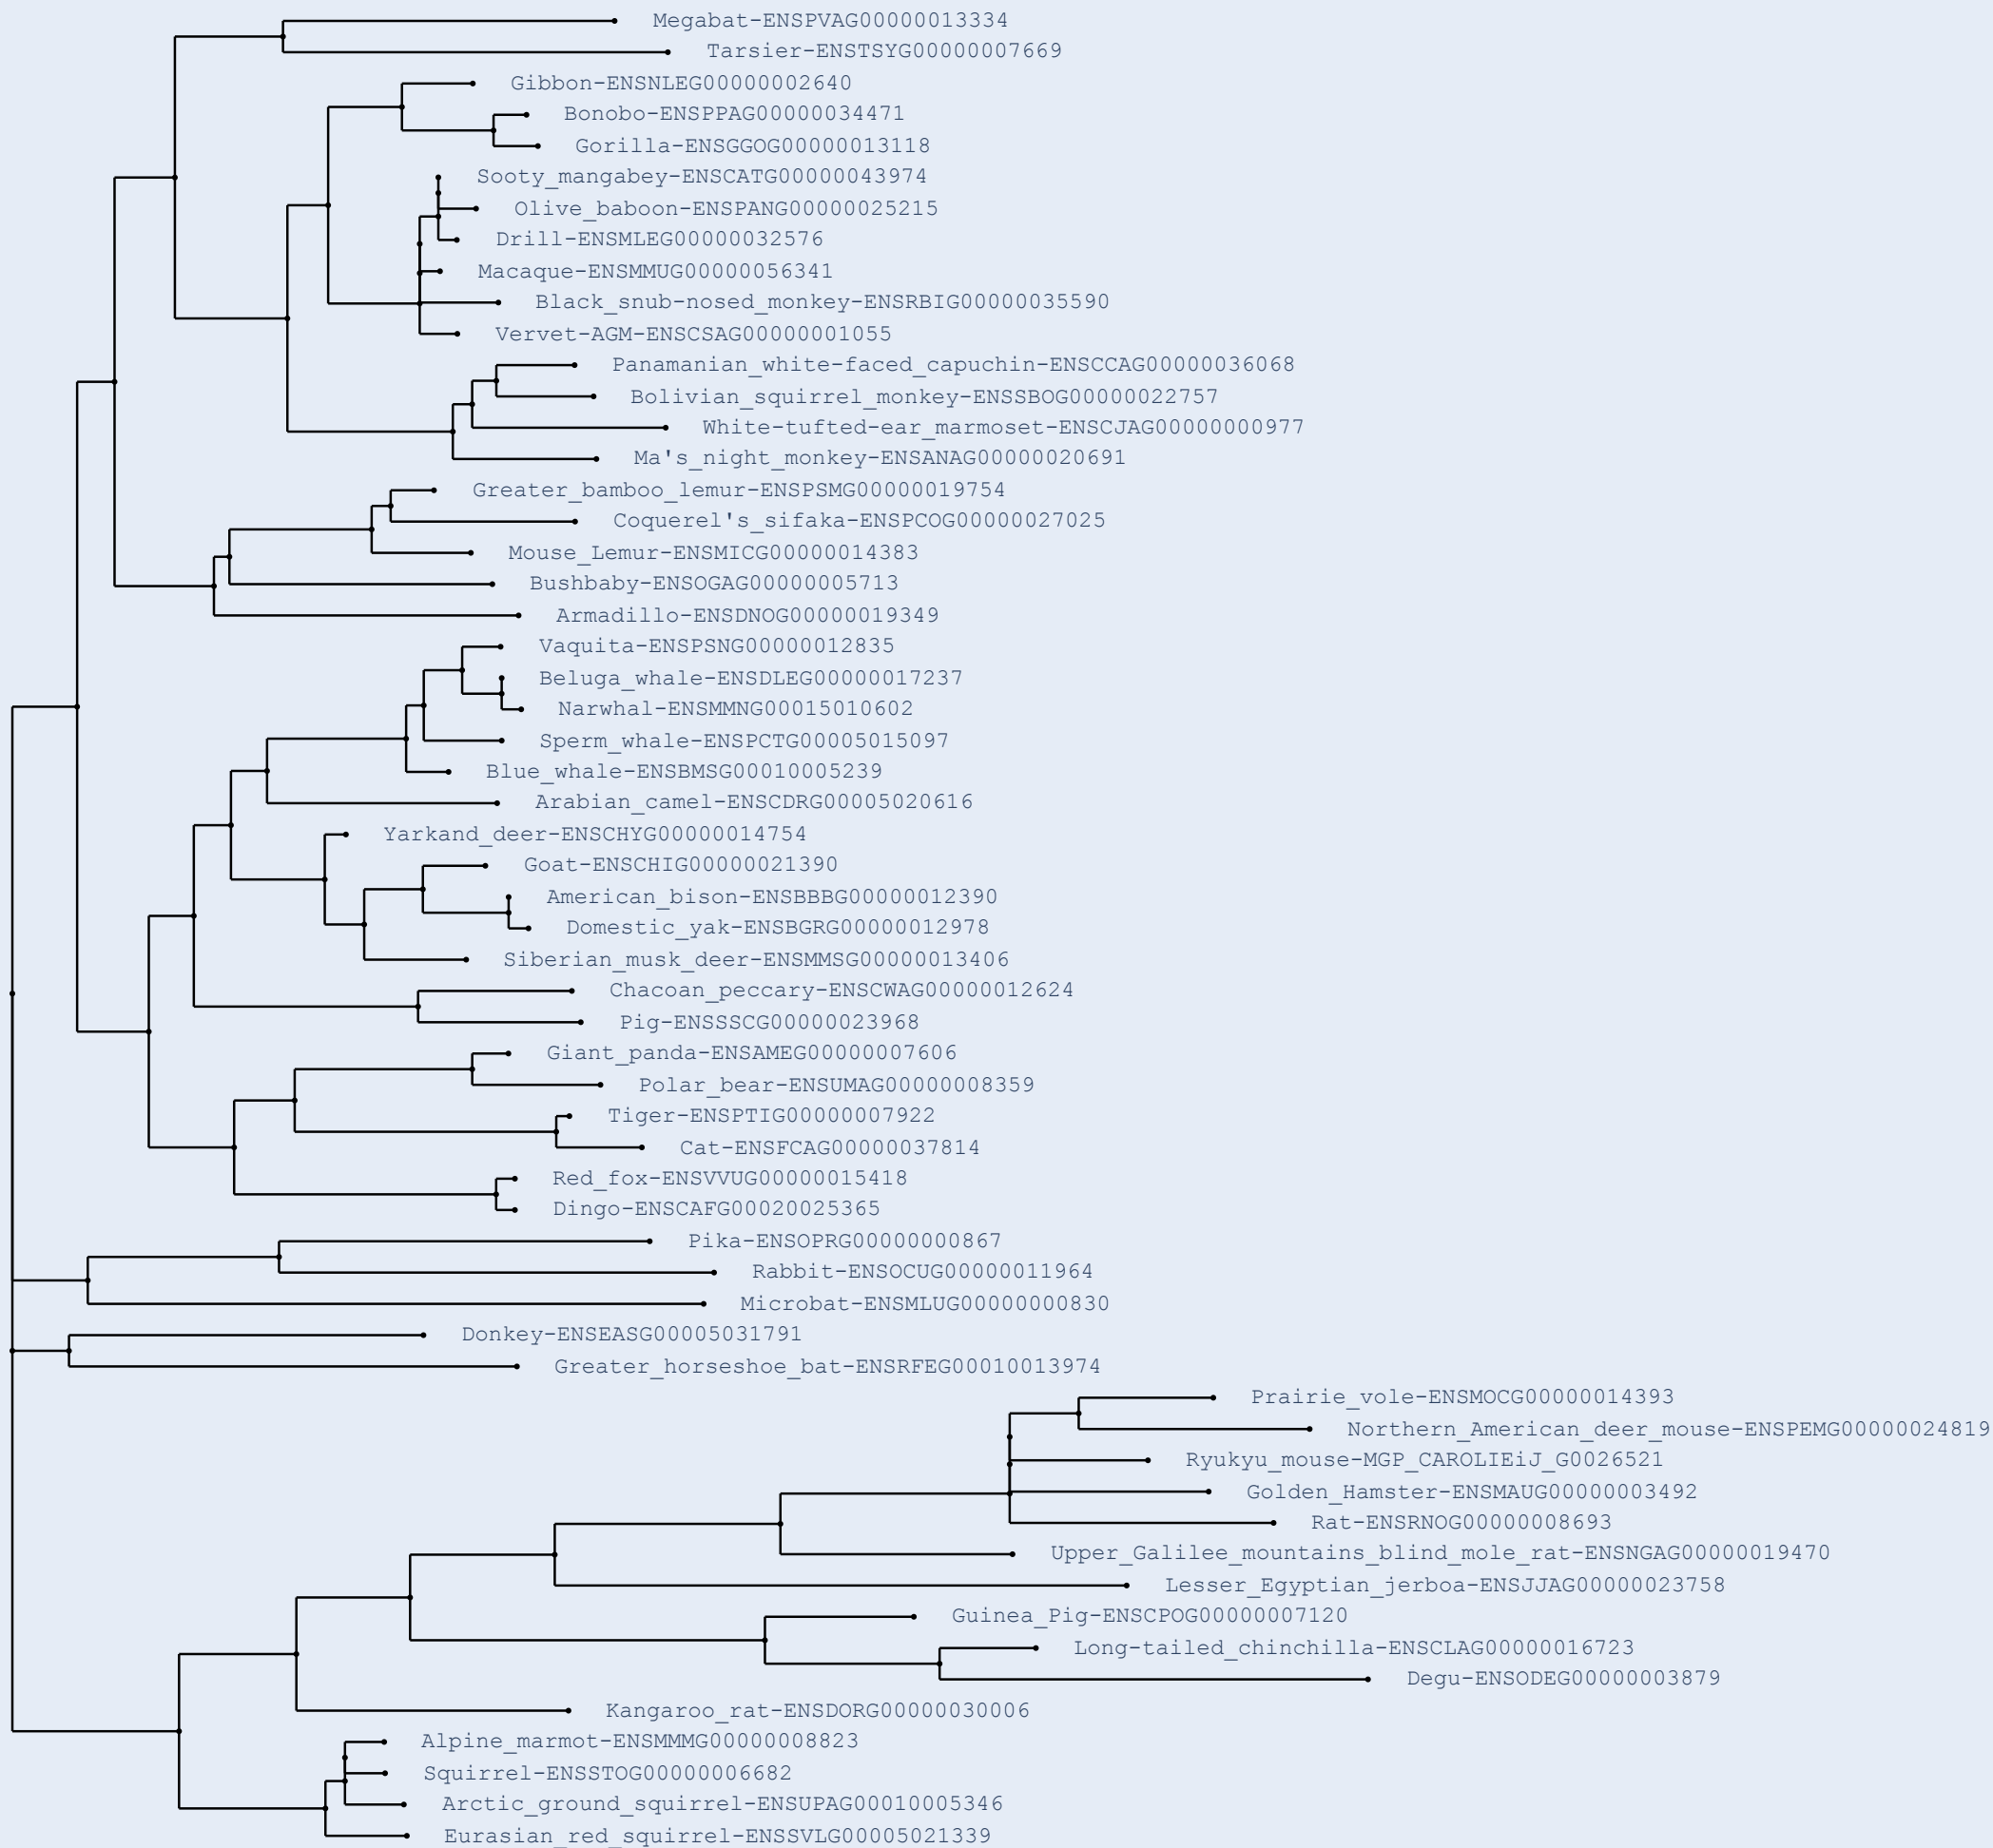 Megabat-ENSPVAG00000013334
Tarsier-ENSTSYG00000007669
Gibbon-ENSNLEG00000002640
Bonobo-ENSPPAG00000034471
Gorilla-ENSGGOG00000013118
Sooty_mangabey-ENSCATG00000043974
Olive_baboon-ENSPANG00000025215
Drill-ENSMLEG00000032576
Macaque-ENSMMUG00000056341
Black_snub-nosed_monkey-ENSRBIG00000035590
Vervet-AGM-ENSCSAG00000001055
Panamanian_white-faced_capuchin-ENSCCAG00000036068
Bolivian_squirrel_monkey-ENSSBOG00000022757
White-tufted-ear_marmoset-ENSCJAG00000000977
Ma's_night_monkey-ENSANAG00000020691
Greater_bamboo_lemur-ENSPSMG00000019754
Coquerel's_sifaka-ENSPCOG00000027025
Mouse_Lemur-ENSMICG00000014383
Bushbaby-ENSOGAG00000005713
Armadillo-ENSDNOG00000019349
Vaquita-ENSPSNG00000012835
Beluga_whale-ENSDLEG00000017237
Narwhal-ENSMMNG00015010602
Sperm_whale-ENSPCTG00005015097
Blue_whale-ENSBMSG00010005239
Arabian_camel-ENSCDRG00005020616
Yarkand_deer-ENSCHYG00000014754
Goat-ENSCHIG00000021390
American_bison-ENSBBBG00000012390
Domestic_yak-ENSBGRG00000012978
Siberian_musk_deer-ENSMMSG00000013406
Chacoan_peccary-ENSCWAG00000012624
Pig-ENSSSCG00000023968
Giant_panda-ENSAMEG00000007606
Polar_bear-ENSUMAG00000008359
Tiger-ENSPTIG00000007922
Cat-ENSFCAG00000037814
Red_fox-ENSVVUG00000015418
Dingo-ENSCAFG00020025365
Pika-ENSOPRG00000000867
Rabbit-ENSOCUG00000011964
Microbat-ENSMLUG00000000830
Donkey-ENSEASG00005031791
Greater_horseshoe_bat-ENSRFEG00010013974
Prairie_vole-ENSMOCG00000014393
Northern_American_deer_mouse-ENSPEMG00000024819
Ryukyu_mouse-MGP_CAROLIEiJ_G0026521
Golden_Hamster-ENSMAUG00000003492
Rat-ENSRNOG00000008693
Upper_Galilee_mountains_blind_mole_rat-ENSNGAG00000019470
Lesser_Egyptian_jerboa-ENSJJAG00000023758
Guinea_Pig-ENSCPOG00000007120
Long-tailed_chinchilla-ENSCLAG00000016723
Degu-ENSODEG00000003879
Kangaroo_rat-ENSDORG00000030006
Alpine_marmot-ENSMMMG00000008823
Squirrel-ENSSTOG00000006682
Arctic_ground_squirrel-ENSUPAG00010005346
Eurasian_red_squirrel-ENSSVLG00005021339